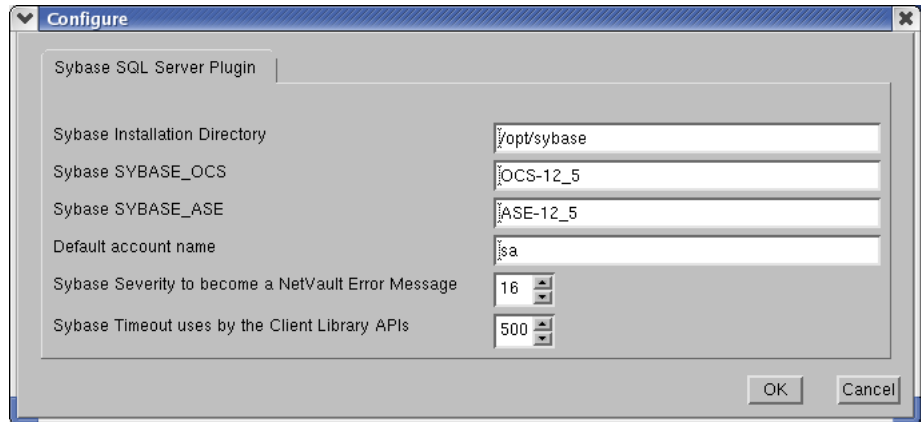 Configure
Sybase SQL Server Plugin
Sybase Installation Directory
/opt/sybase
Sybase SYBASE_OCS
OCS-12_5
Sybase SYBASE_ASE
ASE-12_5
Default account name
sa
Sybase Severity to become a NetVault Error Message
16
Sybase Timeout uses by the Client Library APIs
500
OK
Cancel